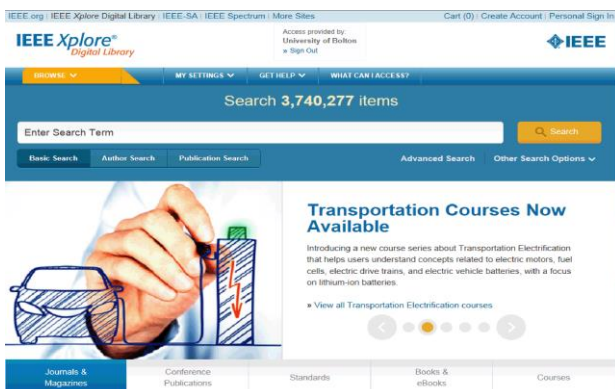 IEEE.org | IEEE Xplore Digital Library | IEEE-SA | IEEE Spectrum | More Sites
Cart (0) | Create Account | Personal Sign In
IEEE Xplore®
Digital Library
Access provided by:
University of Bolton
» Sign Out
IEEE
BROWSE
MY SETTINGS
GET HELP
WHAT CAN I ACCESS?
Search 3,740,277 items
Enter Search Term
Search
Basic Search
Author Search
Publication Search
Advanced Search
Other Search Options
Transportation Courses Now
Available
Introducing a new course series about Transportation Electrification
that helps users understand concepts related to electric motors, fuel
cells, electric drive trains, and electric vehicle batteries, with a focus
on lithium-ion batteries.
» View all Transportation Electrification courses
Journals &
Magazines
Conference
Publications
Standards
Books &
eBooks
Courses